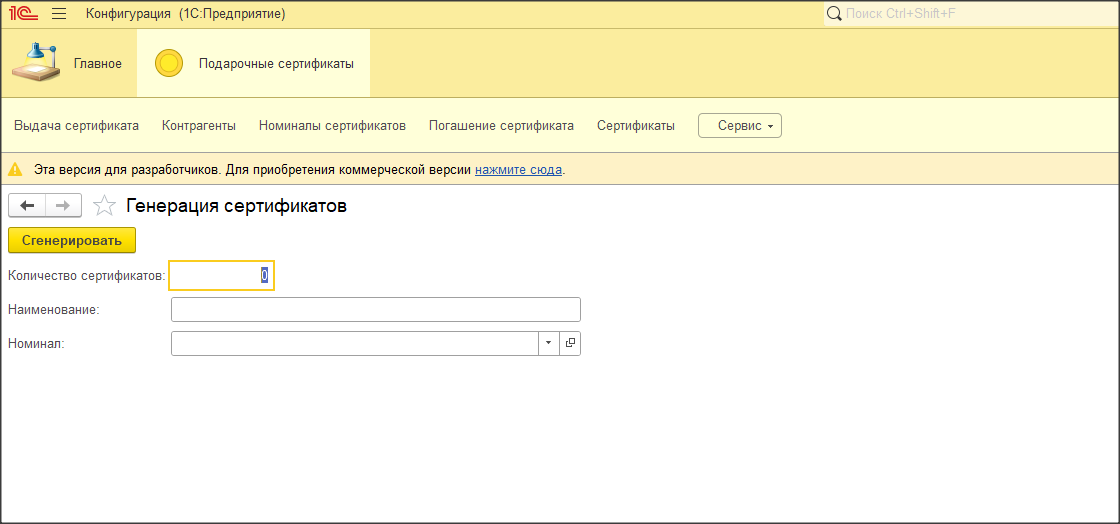 1С Конфигурация (1С:Предприятие) Поиск Ctrl+Shift+F
Главное Подарочные сертификаты
Выдача сертификата Контрагенты Номиналы сертификатов Погашение сертификата Сертификаты Сервис
Эта версия для разработчиков. Для приобретения коммерческой версии нажмите сюда.
Генерация сертификатов
Сгенерировать
Количество сертификатов: 0
Наименование:
Номинал: